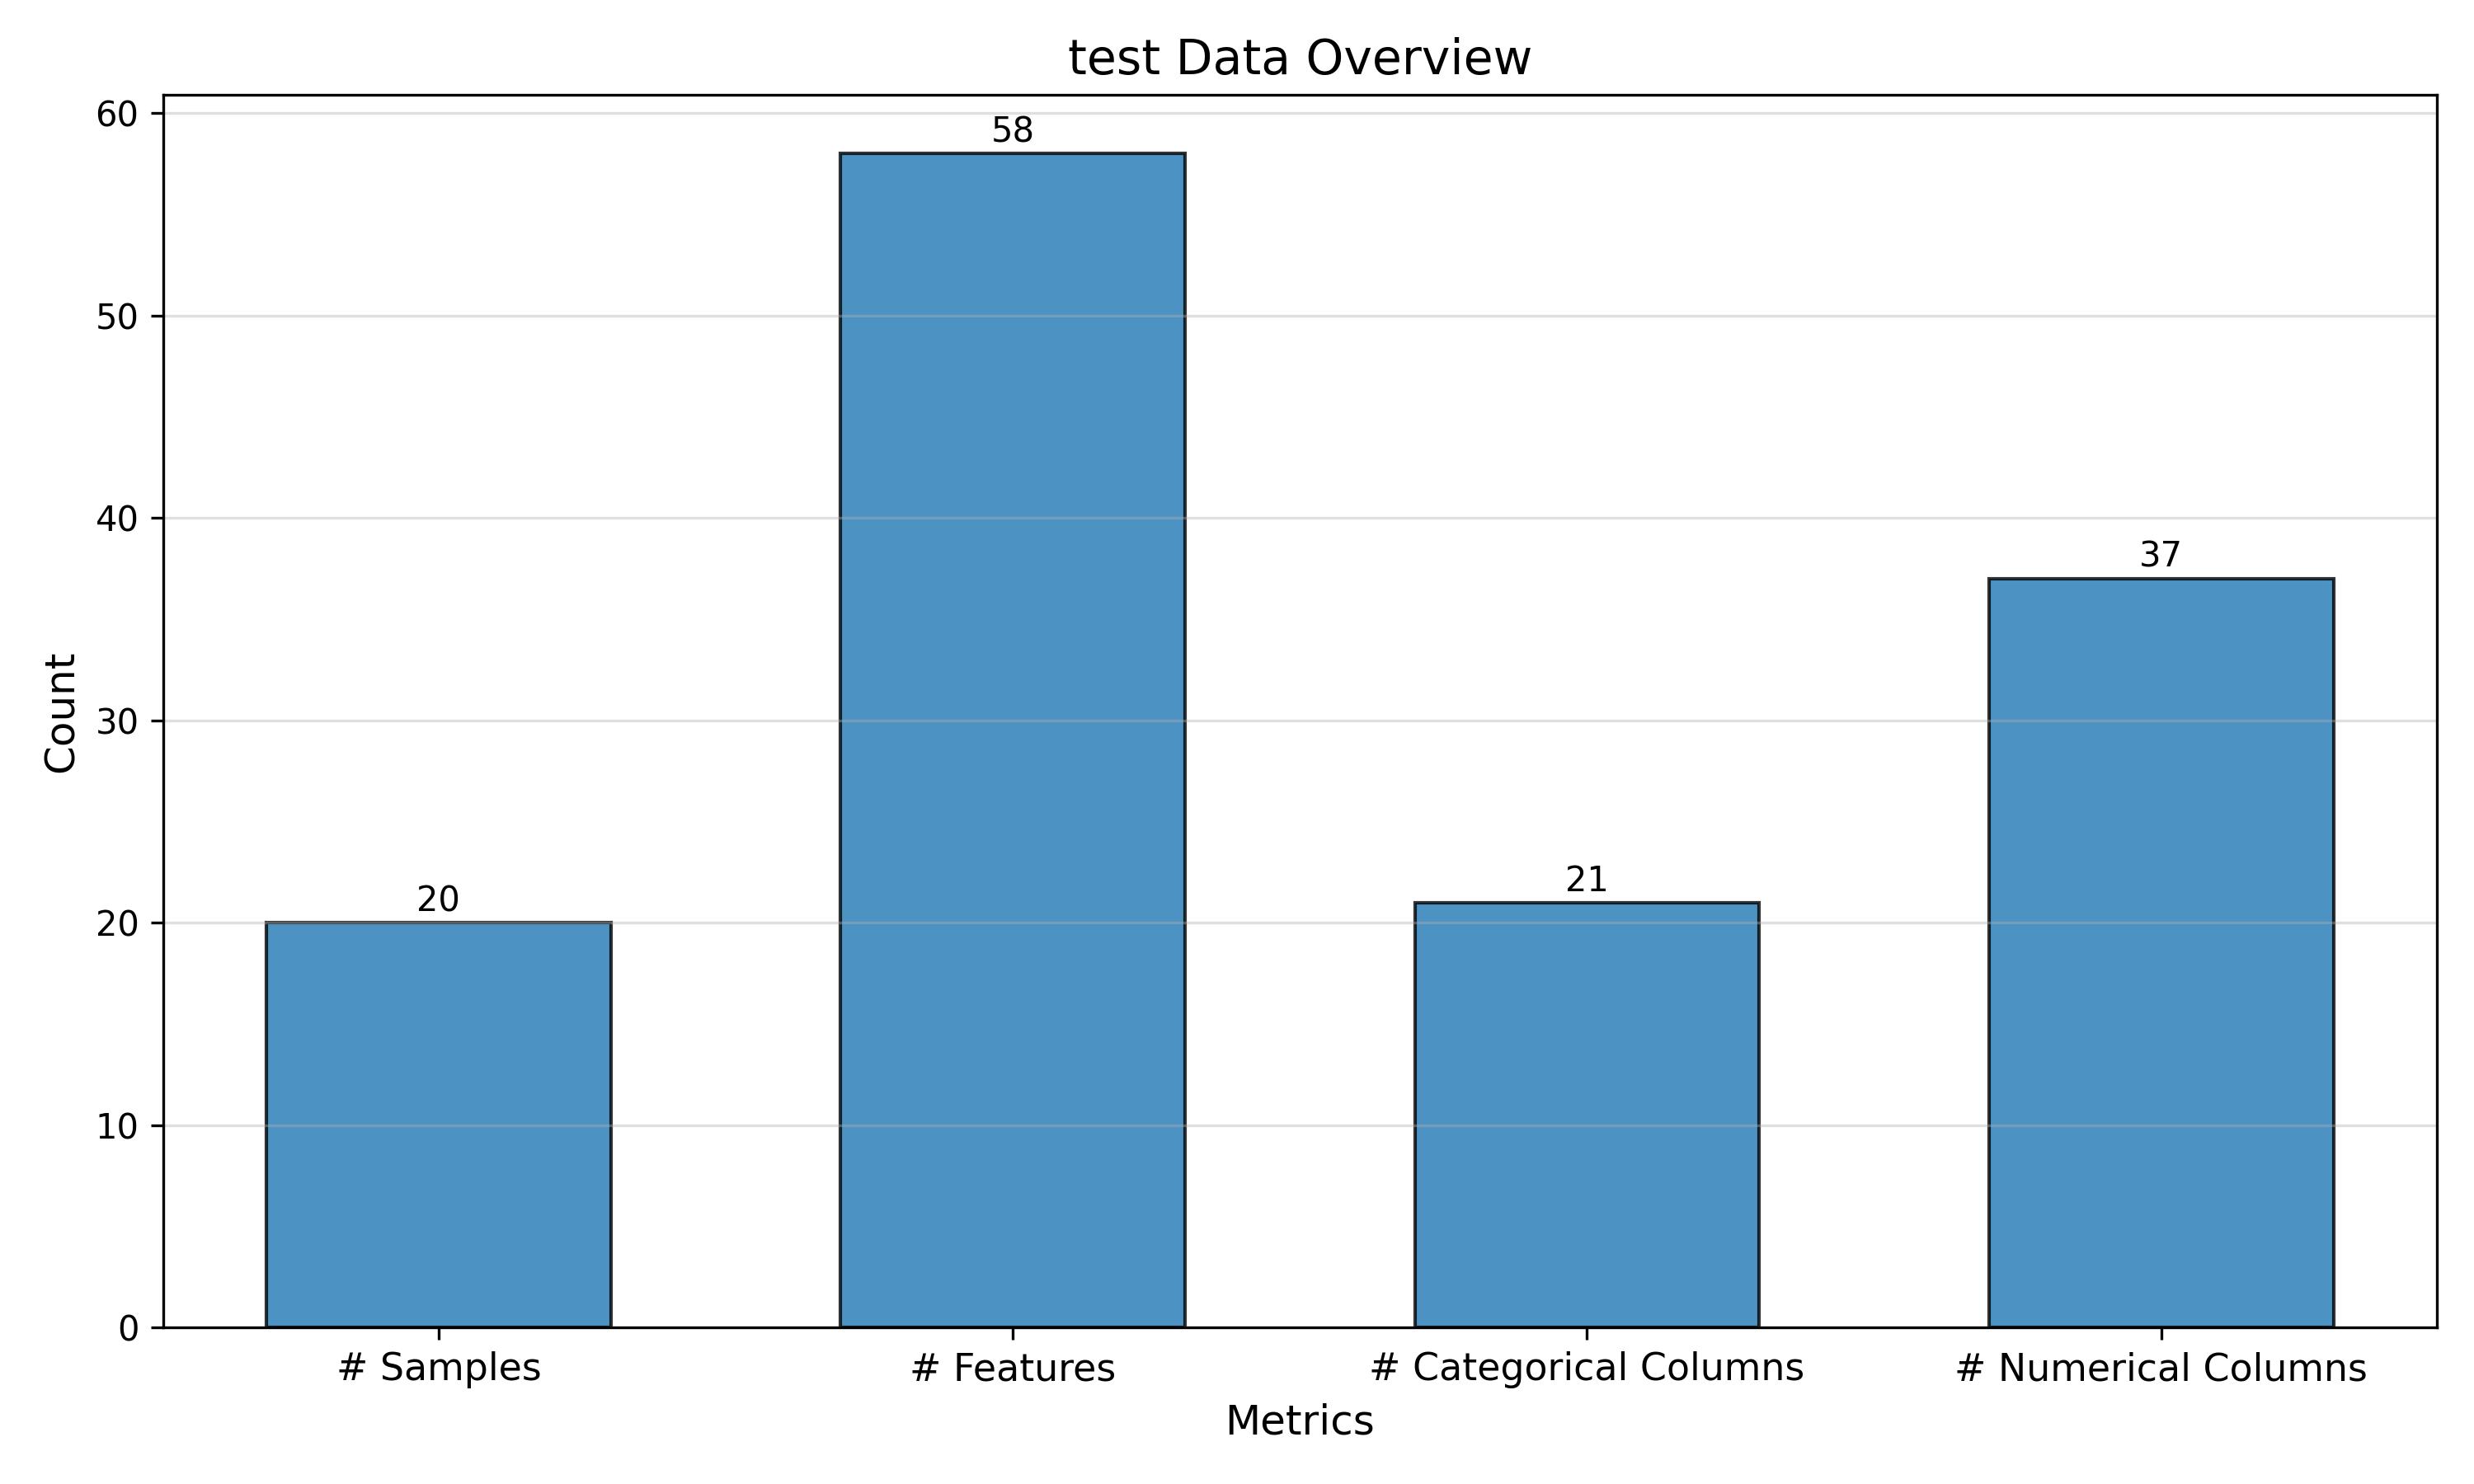 test Data Overview
60
58
50
40
37
30
21
20
20
10
0
Count
# Samples
# Features
# Categorical Columns
# Numerical Columns
Metrics